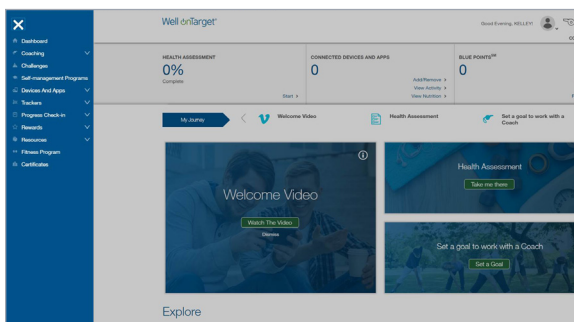 Well onTarget®
Good Evening, KELLEY!
Dashboard
Coaching
Challenges
Self-management Programs
Devices And Apps
Trackers
Progress Check-in
Rewards
Resources
Fitness Program
Certificates
HEALTH ASSESSMENT
0%
Complete
Start >
CONNECTED DEVICES AND APPS
0
Add/Remove >
View Activity >
View Nutrition >
BLUE POINTS
0
My Journey
Welcome Video
Health Assessment
Set a goal to work with a
Coach
Welcome Video
Watch The Video
Dismiss
Health Assessment
Take me there
Set a goal to work with a Coach
Set a Goal
Explore